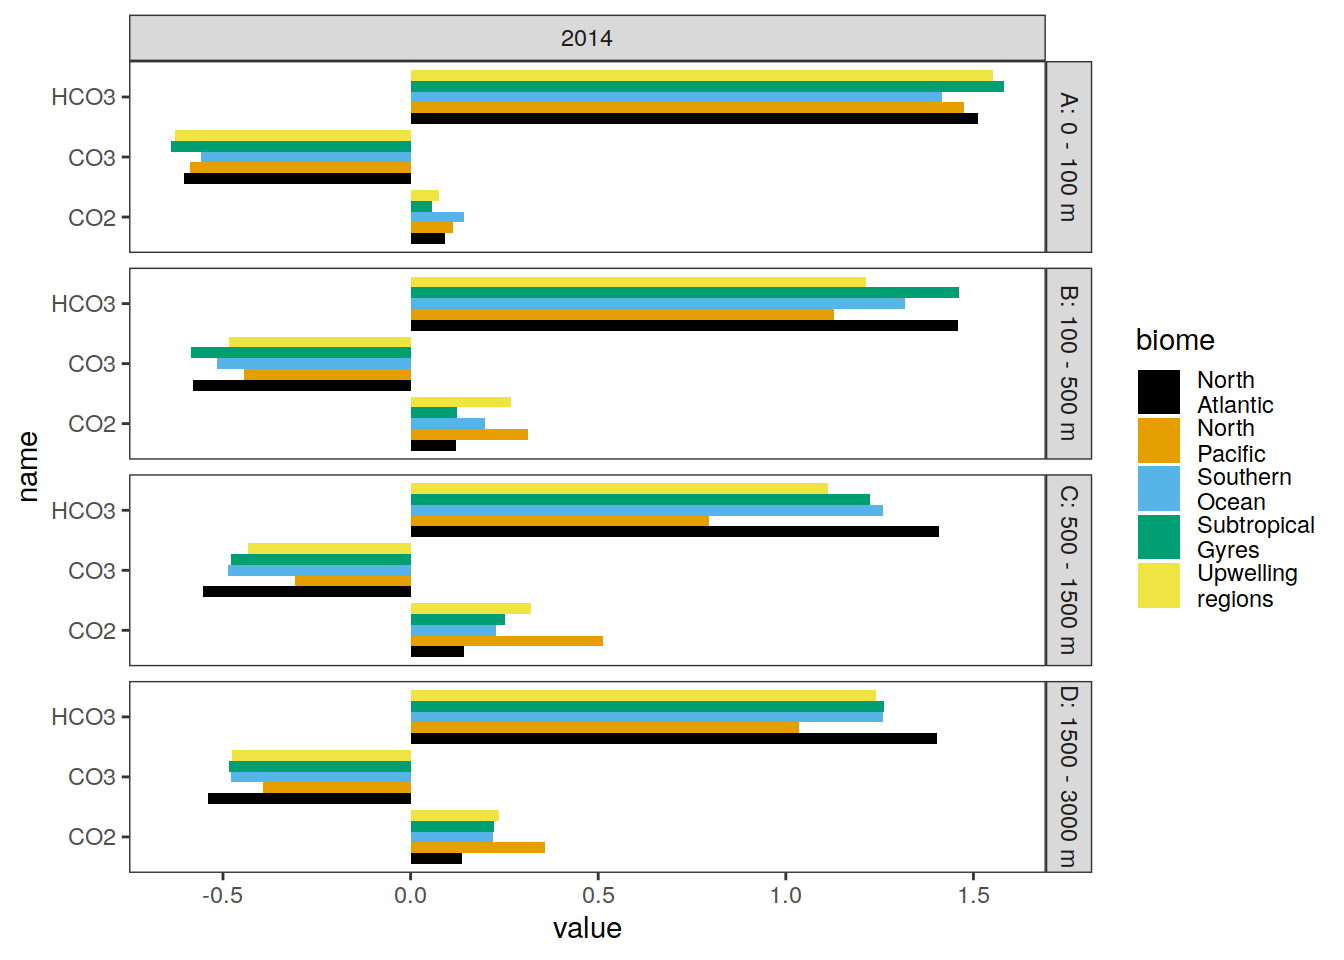 2014
HCO3
CO3
CO2
A: 0 - 100 m
HCO3
CO3
CO2
B: 100 - 500 m
HCO3
CO3
CO2
C: 500 - 1500 m
HCO3
CO3
CO2
D: 1500 - 3000 m
-0.5
0.0
0.5
1.0
1.5
value
name
biome
North
Atlantic
North
Pacific
Southern
Ocean
Subtropical
Gyres
Upwelling
regions